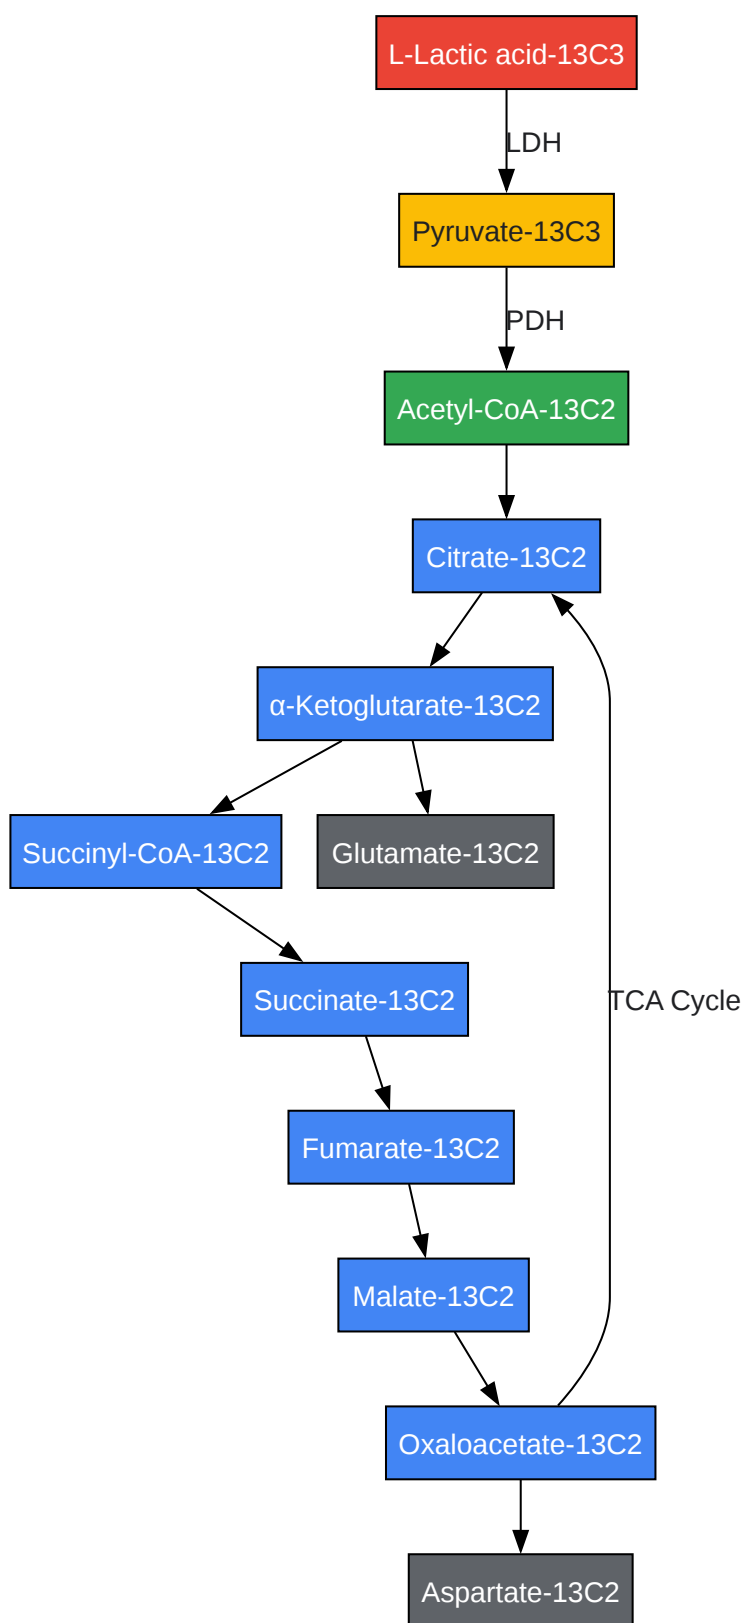 L-Lactic acid-13C3
LDH
Pyruvate-13C3
PDH
Acetyl-CoA-13C2
Citrate-13C2
α-Ketoglutarate-13C2
Succinyl-CoA-13C2
Glutamate-13C2
Succinate-13C2
TCA Cycle
Fumarate-13C2
Malate-13C2
Oxaloacetate-13C2
Aspartate-13C2